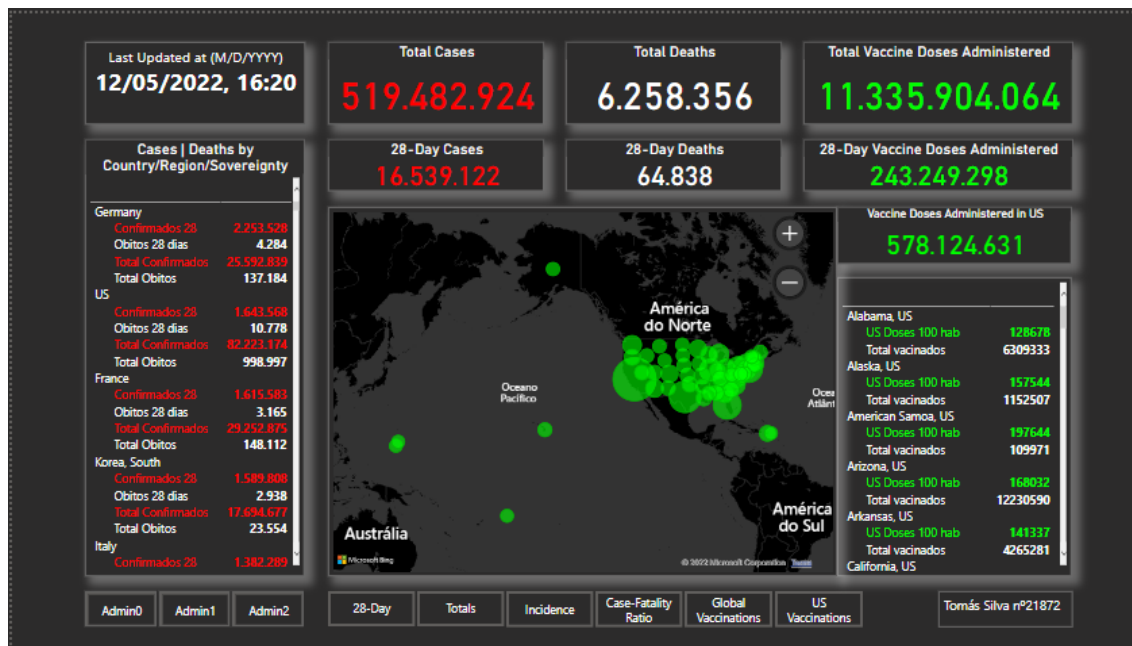 Last Updated at (M/D/YYYY)
12/05/2022, 16:20
Total Cases
519.482.924
Total Deaths
6.258.356
Total Vaccine Doses Administered
11.335.904.064
28-Day Cases
16.539.122
28-Day Deaths
64.838
28-Day Vaccine Doses Administered
243.249.298
Cases | Deaths by
Country/Region/Sovereignty
Germany
Confirmados 28 2.253.528
Obitos 28 dias 4.284
Total Confirmados 25.592.839
Total Obitos 137.184
US
Confirmados 28 1.643.568
Obitos 28 dias 10.778
Total Confirmados 82.223.174
Total Obitos 998.997
France
Confirmados 28 1.615.583
Obitos 28 dias 3.165
Total Confirmados 29.252.875
Total Obitos 148.112
Korea, South
Confirmados 28 1.589.808
Obitos 28 dias 2.938
Total Confirmados 17.694.677
Total Obitos 23.554
Italy
Confirmados 28 1.382.289
América
do Norte
Oceano
Pacífico
Ocea
Atlânt
América
do Sul
Austrália
Microsoft Bing
© 2022 Microsoft Corporation Terms
Vaccine Doses Administered in US
578.124.631
Alabama, US
US Doses 100 hab 128678
Total vacinados 6309333
Alaska, US
US Doses 100 hab 157544
Total vacinados 1152507
American Samoa, US
US Doses 100 hab 197644
Total vacinados 109971
Arizona, US
US Doses 100 hab 168032
Total vacinados 12230590
Arkansas, US
US Doses 100 hab 141337
Total vacinados 4265281
California, US
Admin0
Admin1
Admin2
28-Day
Totals
Incidence
Case-Fatality
Ratio
Global
Vaccinations
US
Vaccinations
Tomás Silva nº21872